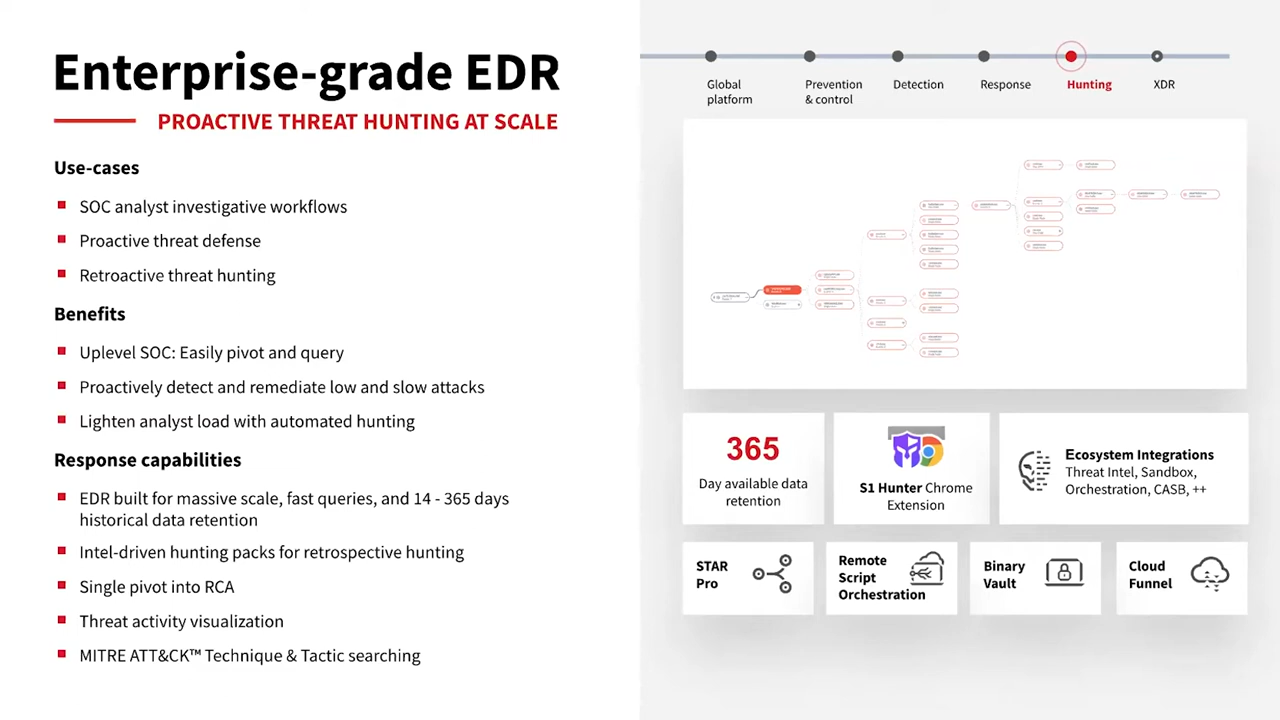 Enterprise-grade EDR
PROACTIVE THREAT HUNTING AT SCALE
Use-cases
SOC analyst investigative workflows
Proactive threat defense
Retroactive threat hunting
Benefits
Uplevel SOC: Easily pivot and query
Proactively detect and remediate low and slow attacks
Lighten analyst load with automated hunting
Response capabilities
EDR built for massive scale, fast queries, and 14 - 365 days
historical data retention
Intel-driven hunting packs for retrospective hunting
Single pivot into RCA
Threat activity visualization
MITRE ATT&CK™ Technique & Tactic searching
Global
platform
Prevention
& control
Detection
Response
Hunting
XDR
365
Day available data
retention
S1 Hunter Chrome
Extension
Ecosystem Integrations
Threat Intel, Sandbox,
Orchestration, CASB, ++
STAR
Pro
Remote
Script
Orchestration
Binary
Vault
Cloud
Funnel